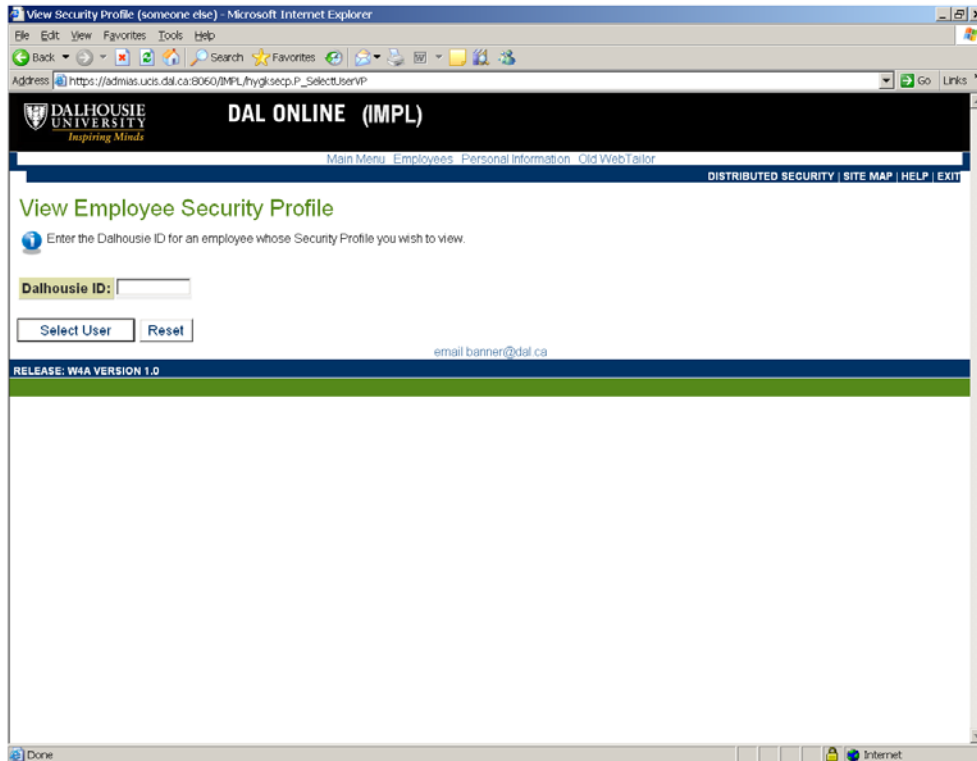 View Security Profile (someone else) - Microsoft Internet Explorer
File Edit View Favorites Tools Help
Back Search Favorites
Address https://admias.ucis.dal.ca:8060/IMPL/hygksecp.P_SelectUserVP Go Links
DALHOUSIE UNIVERSITY Inspiring Minds
DAL ONLINE (IMPL)
Main Menu Employees Personal Information Old WebTailor
DISTRIBUTED SECURITY | SITE MAP | HELP | EXIT
View Employee Security Profile
Enter the Dalhousie ID for an employee whose Security Profile you wish to view.
Dalhousie ID:
Select User Reset
email banner@dal.ca
RELEASE: W4A VERSION 1.0
Done Internet